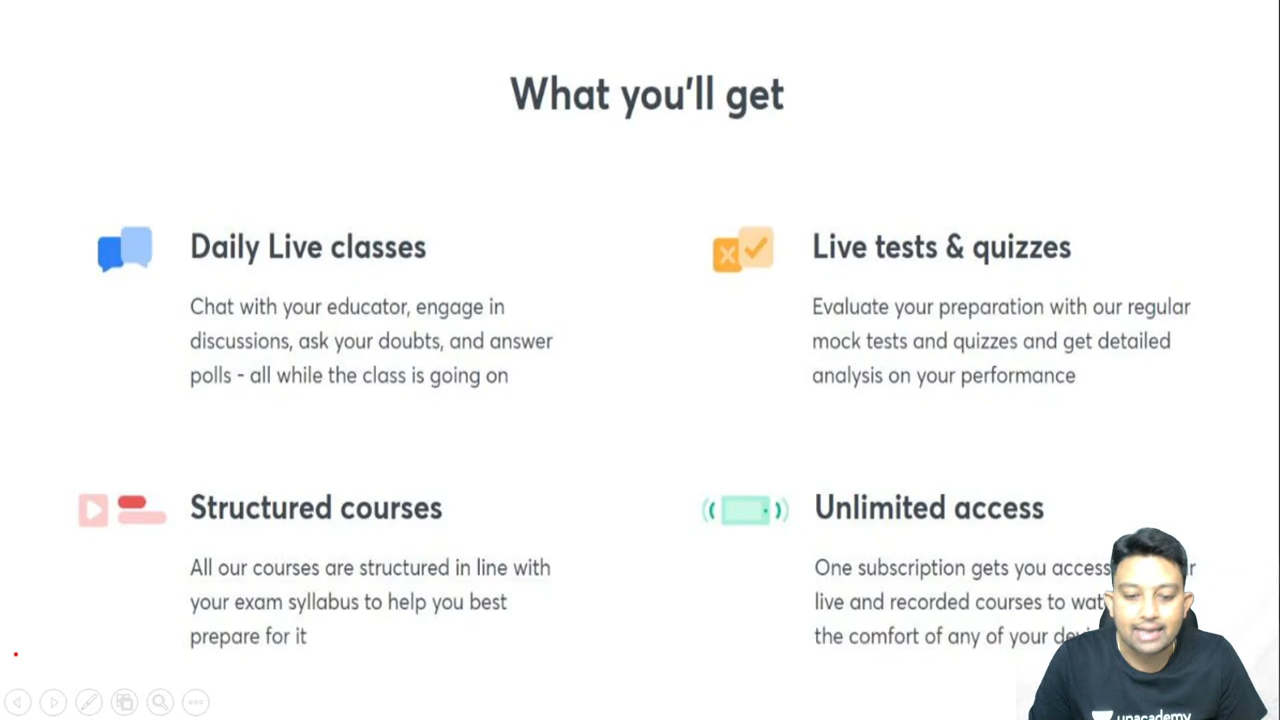 What you'll get
Daily Live classes
Chat with your educator, engage in
discussions, ask your doubts, and answer
polls - all while the class is going on
Live tests & quizzes
Evaluate your preparation with our regular
mock tests and quizzes and get detailed
analysis on your performance
Structured courses
All our courses are structured in line with
your exam syllabus to help you best
prepare for it
Unlimited access
One subscription gets you access
live and recorded courses to
the comfort of any of your
unacademy